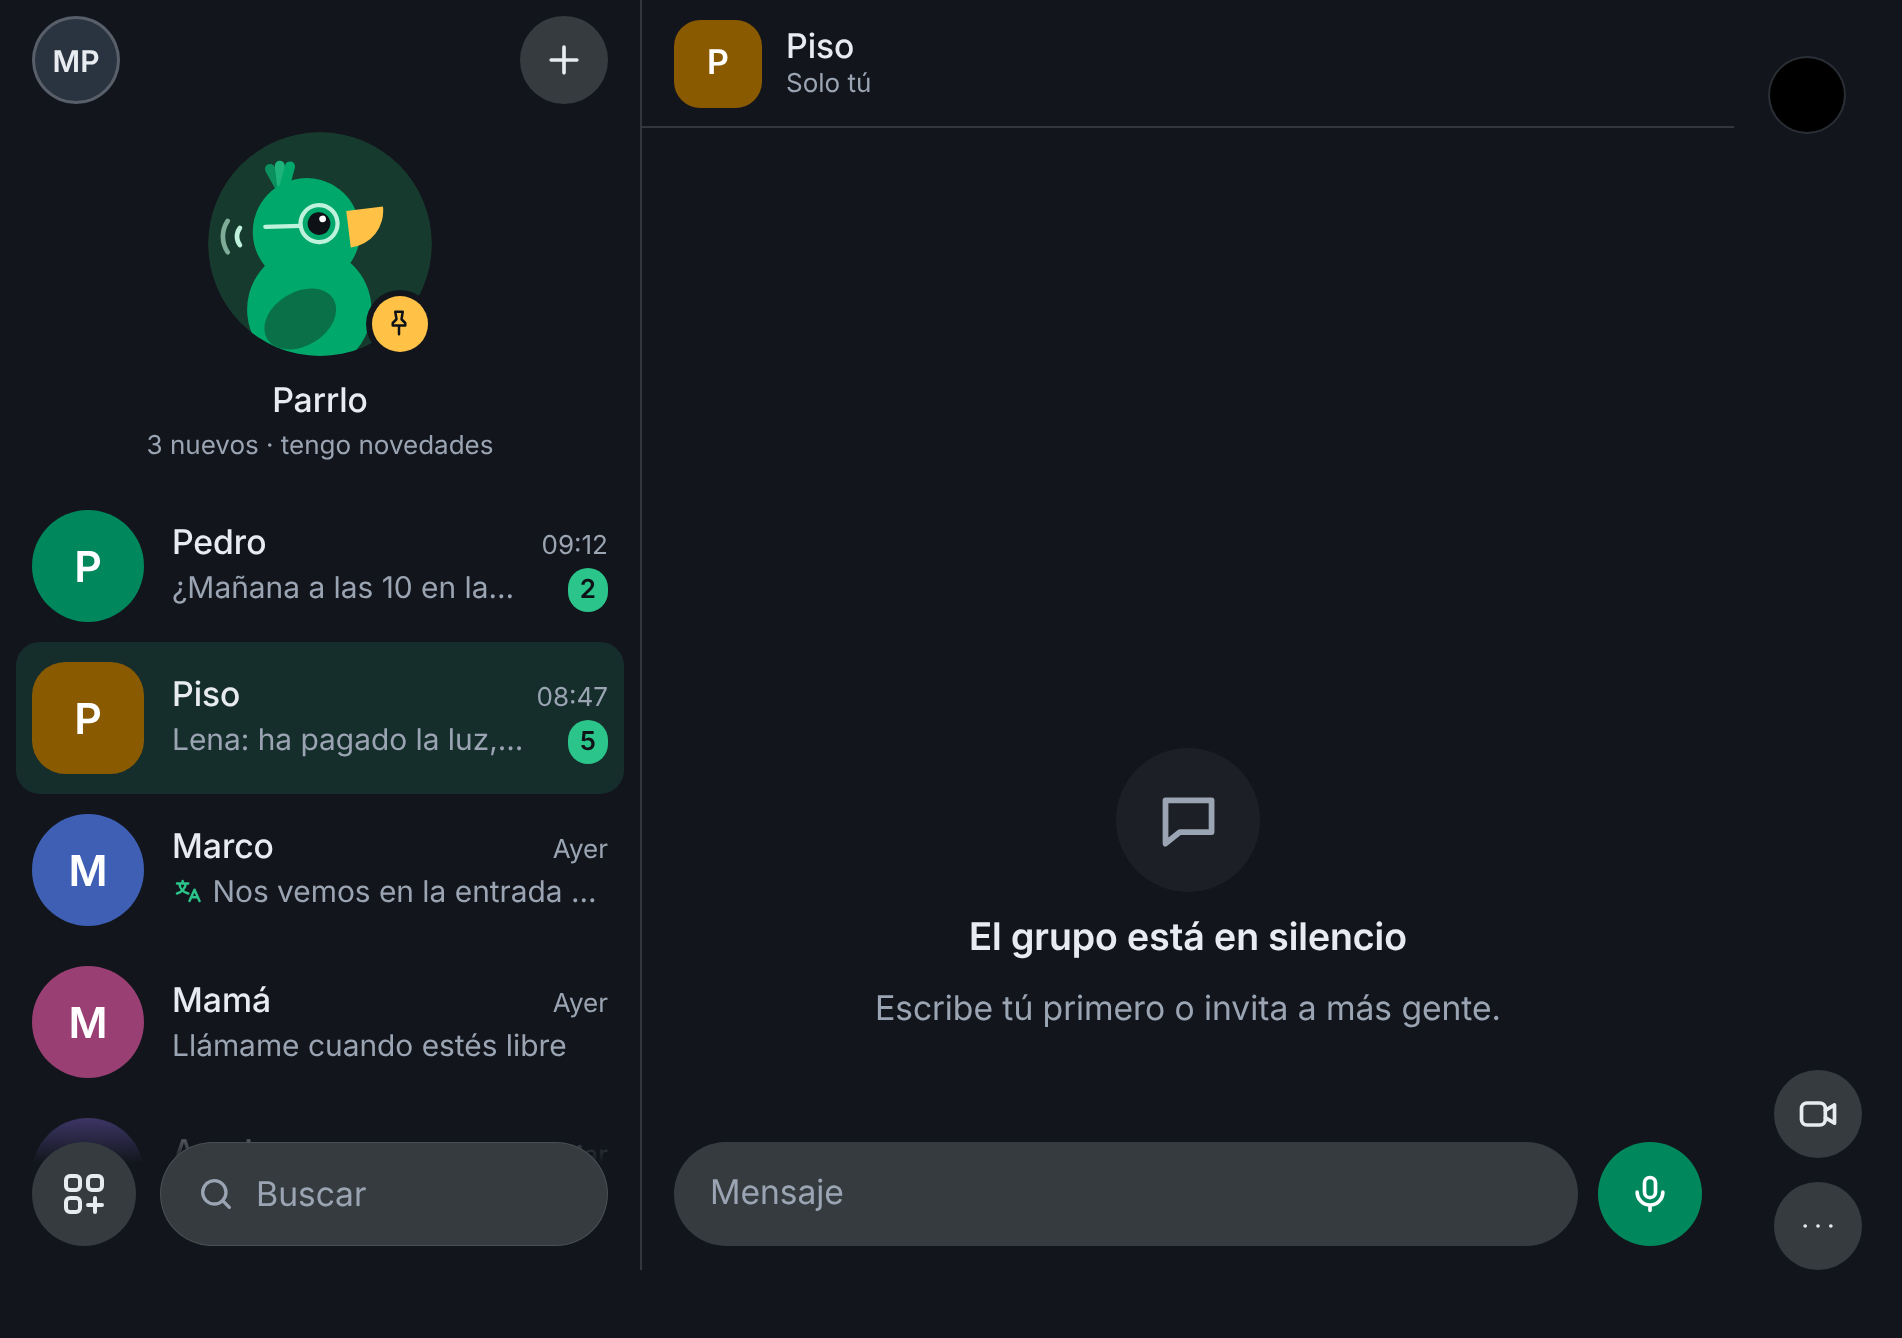 MP
Parrlo
3 nuevos · tengo novedades
P
Pedro
09:12
¿Mañana a las 10 en la...
2
P
Piso
08:47
Lena: ha pagado la luz,...
5
M
Marco
Ayer
Nos vemos en la entrada ...
M
Mamá
Ayer
Llámame cuando estés libre
Buscar
P
Piso
Solo tú
El grupo está en silencio
Escribe tú primero o invita a más gente.
Mensaje